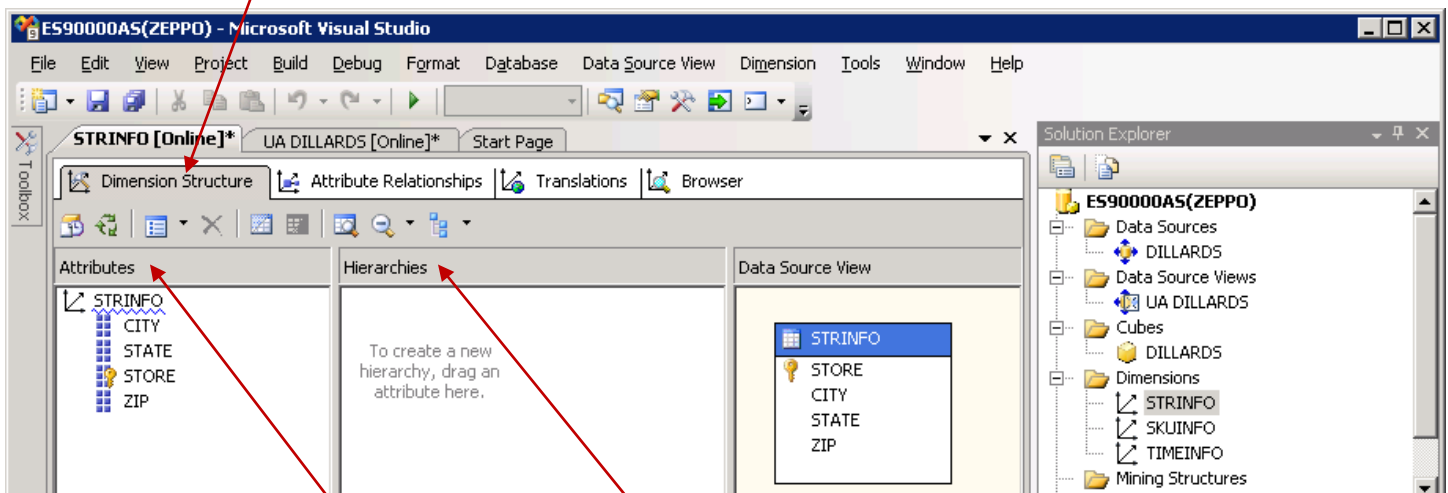 ES90000AS(ZEPPO) - Microsoft Visual Studio
File Edit View Project Build Debug Format Database Data Source View Dimension Tools Window Help
Toolbox
STRINFO [Online]* UA DILLARDS [Online]* Start Page
Dimension Structure Attribute Relationships Translations Browser
Attributes
STRINFO
CITY
STATE
STORE
ZIP
Hierarchies
To create a new
hierarchy, drag an
attribute here.
Data Source View
STRINFO
STORE
CITY
STATE
ZIP
Solution Explorer
ES90000AS(ZEPPO)
Data Sources
DILLARDS
Data Source Views
UA DILLARDS
Cubes
DILLARDS
Dimensions
STRINFO
SKUINFO
TIMEINFO
Mining Structures